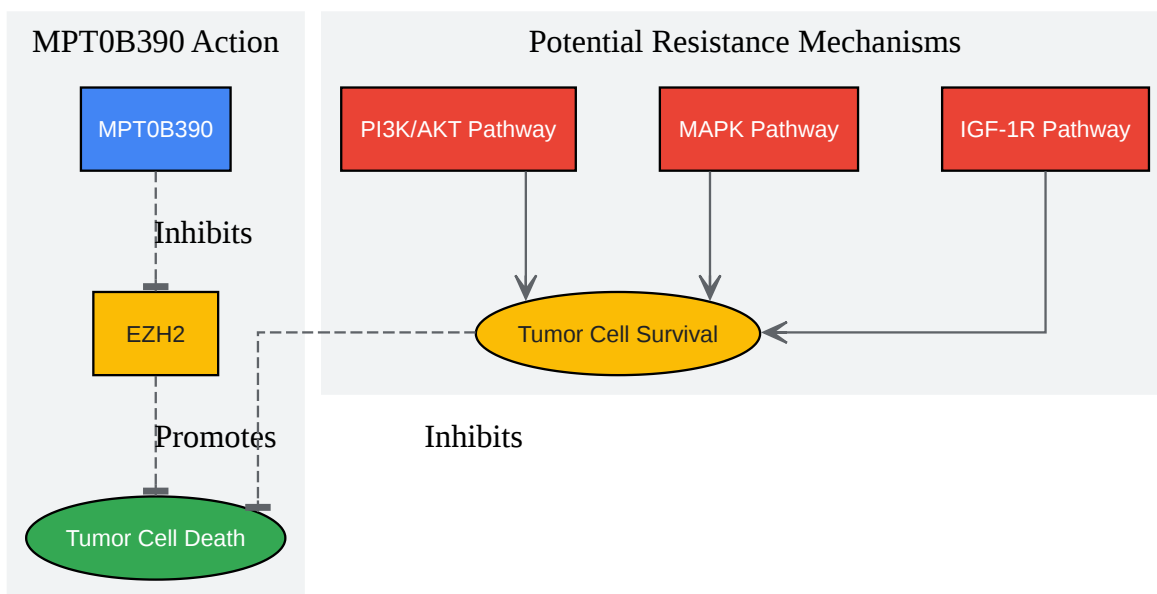 MPT0B390 Action
Potential Resistance Mechanisms
MPT0B390
PI3K/AKT Pathway
MAPK Pathway
IGF-1R Pathway
Inhibits
EZH2
Tumor Cell Survival
Promotes
Inhibits
Tumor Cell Death